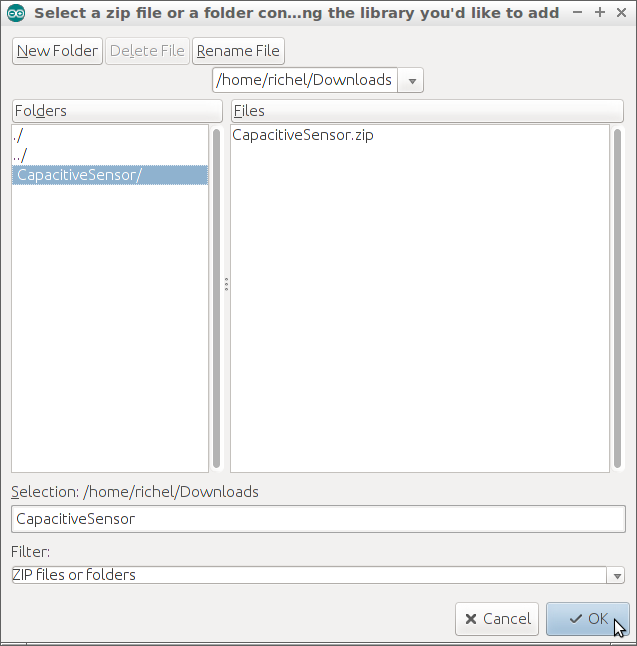 Select a zip file or a folder con...ng the library you'd like to add
New Folder Delete File Rename File
/home/richel/Downloads
Folders Files
./ CapacitiveSensor.zip
../
CapacitiveSensor/
Selection: /home/richel/Downloads
CapacitiveSensor
Filter:
ZIP files or folders
Cancel OK